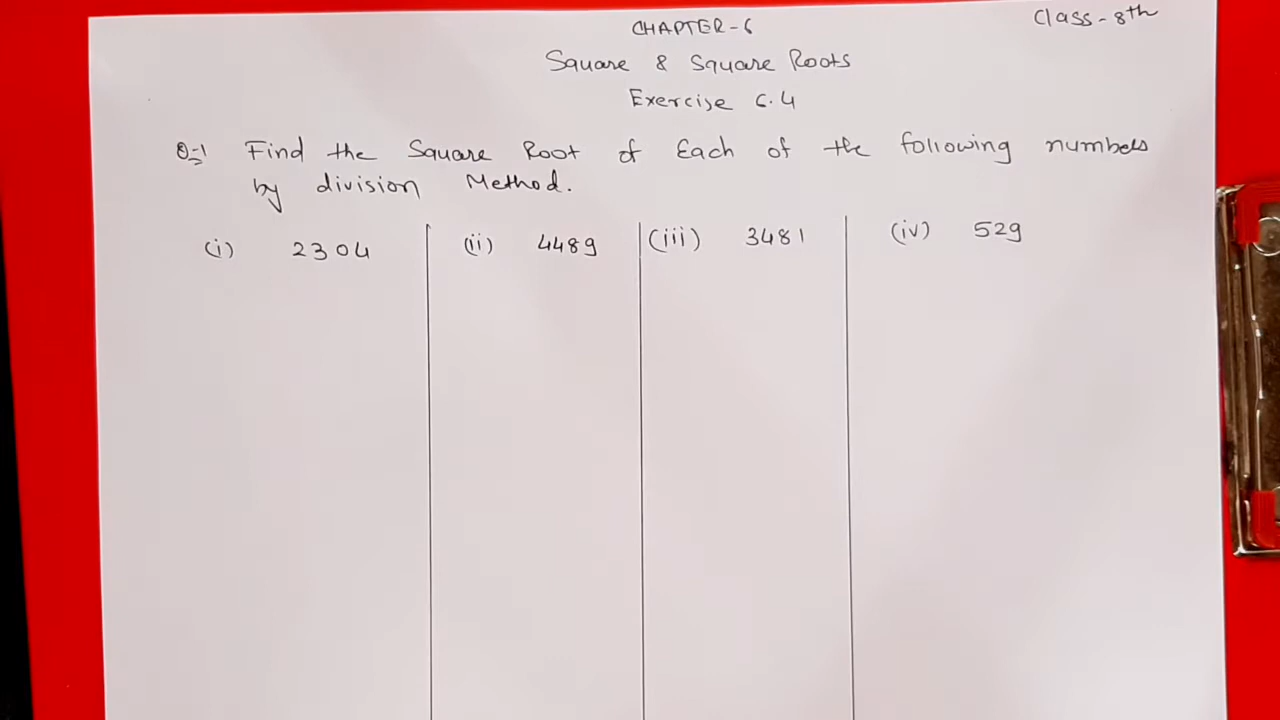 CHAPTER-6
Class-8th
Square & Square Roots
Exercise 6.4
Q-1 Find the Square Root of Each of the following numbers
by division Method.
(i) 2304 (ii) 4489 (iii) 3481 (iv) 529